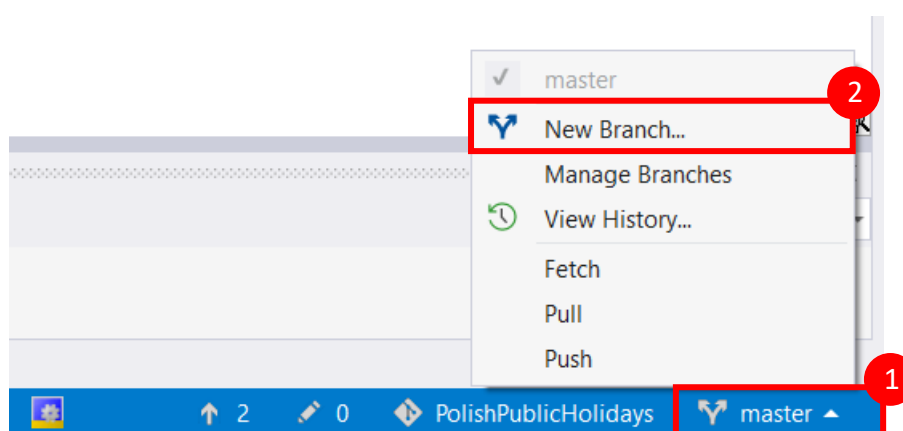 master
2
New Branch...
Manage Branches
View History...
Fetch
Pull
Push
1
2 0 PolishPublicHolidays master